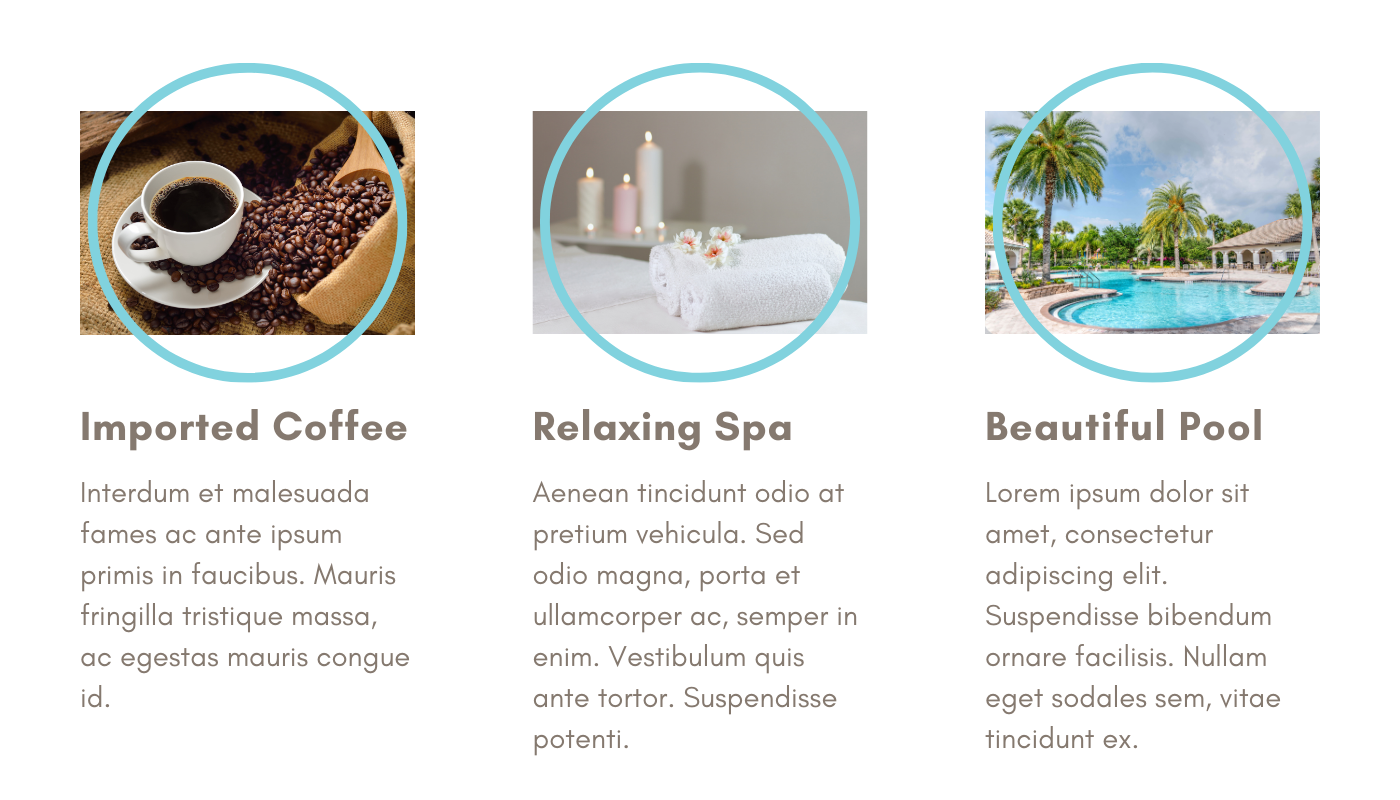 Imported Coffee
Interdum et malesuada
fames ac ante ipsum
primis in faucibus. Mauris
fringilla tristique massa,
ac egestas mauris congue
id.
Relaxing Spa
Aenean tincidunt odio at
pretium vehicula. Sed
odio magna, porta et
ullamcorper ac, semper in
enim. Vestibulum quis
ante tortor. Suspendisse
potenti.
Beautiful Pool
Lorem ipsum dolor sit
amet, consectetur
adipiscing elit.
Suspendisse bibendum
ornare facilisis. Nullam
eget sodales sem, vitae
tincidunt ex.